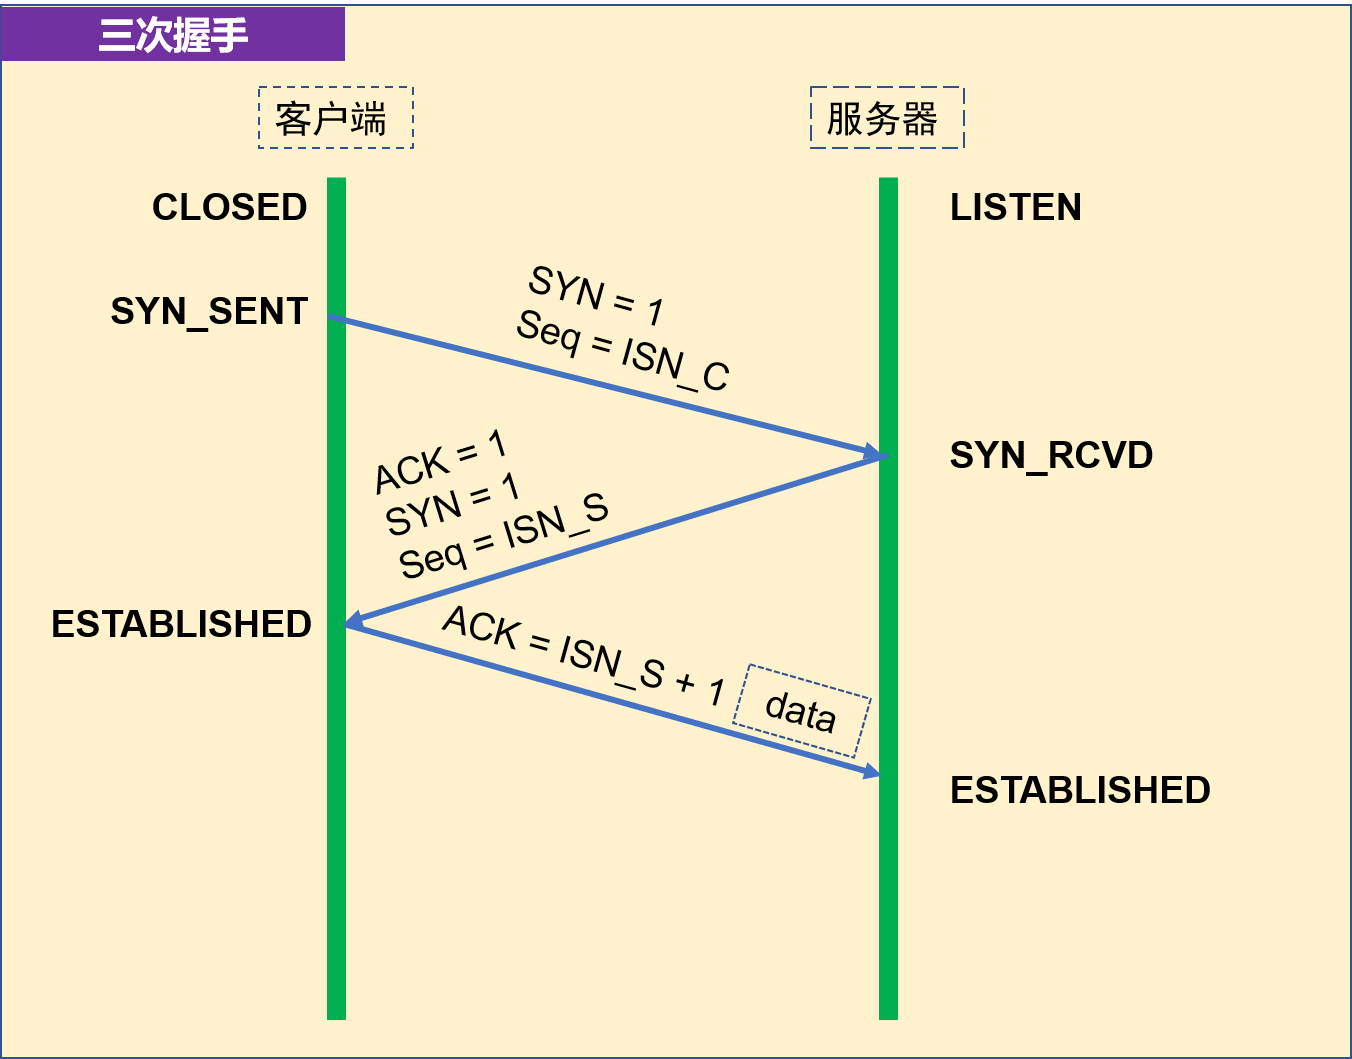 三次握手
客户端
服务器
CLOSED
LISTEN
SYN_SENT
SYN = 1
Seq = ISN_C
SYN_RCVD
ACK = 1
SYN = 1
Seq = ISN_S
ESTABLISHED
ACK = ISN_S + 1
data
ESTABLISHED